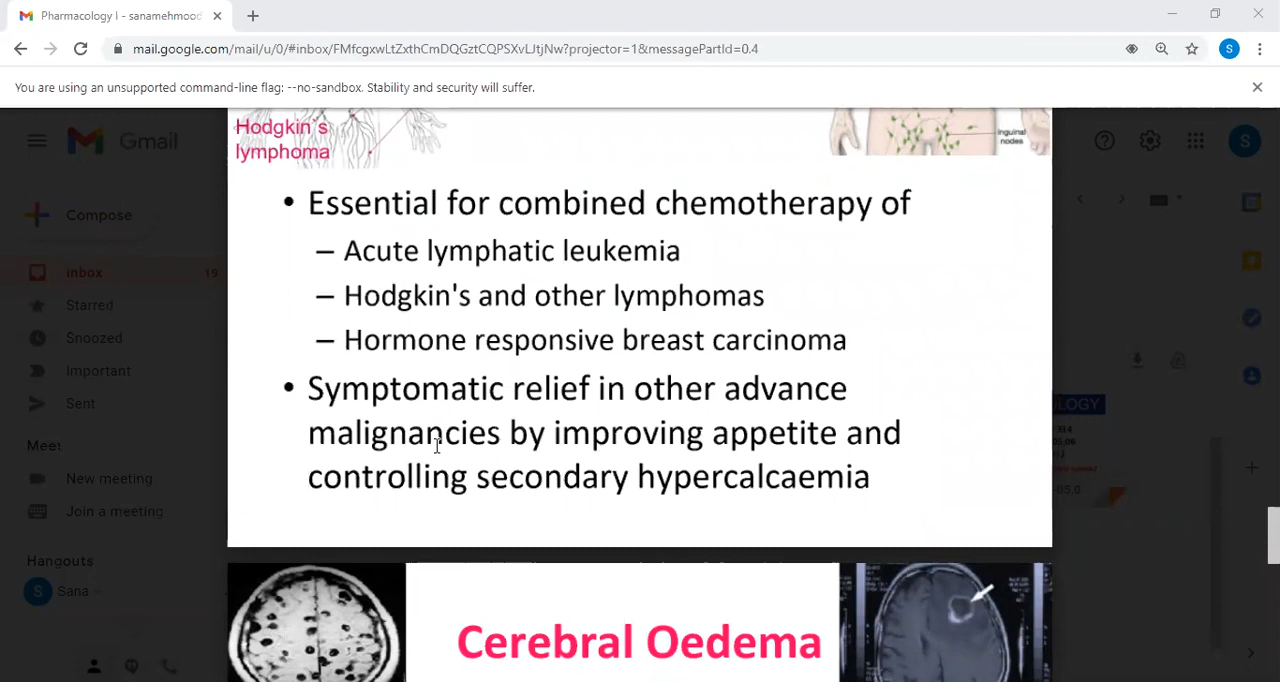 Pharmacology I - sanamehmood
mail.google.com/mail/u/0/#inbox/FMfcgxwLtZxthCmDQGztCQPSXvLJtjNw?projector=1&messagePartId=0.4
S
You are using an unsupported command-line flag: --no-sandbox. Stability and security will suffer.
Hodgkin's
lymphoma
inguinal
nodes
Gmail
S
Compose
Inbox 19
Starred
Snoozed
Important
Sent
Meet
New meeting
Join a meeting
Hangouts
S Sana
• Essential for combined chemotherapy of
– Acute lymphatic leukemia
– Hodgkin's and other lymphomas
– Hormone responsive breast carcinoma
• Symptomatic relief in other advance
malignancies by improving appetite and
controlling secondary hypercalcaemia
OLOGY
Cerebral Oedema